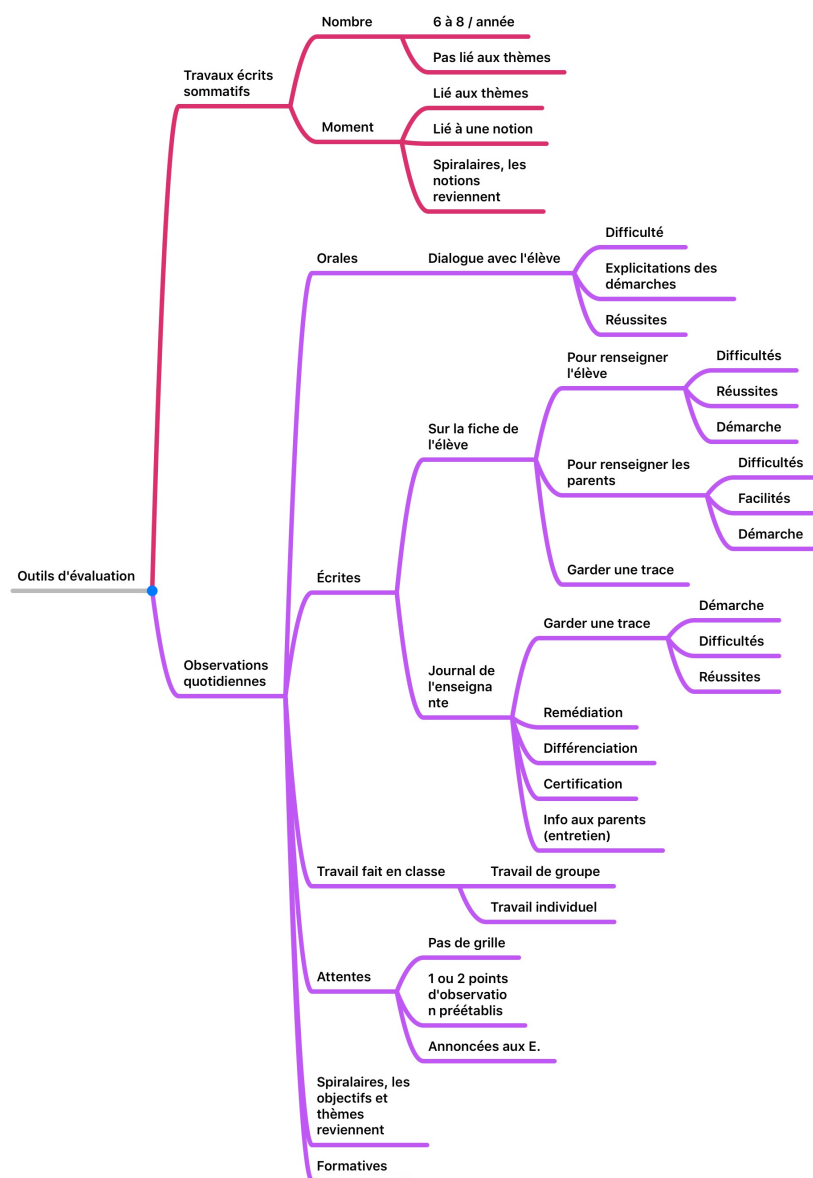 Nombre
6 à 8 / année
Pas lié aux thèmes
Travaux écrits
sommatifs
Lié aux thèmes
Moment
Lié à une notion
Spiralaires, les
notions
reviennent
Difficulté
Orales
Dialogue avec l'élève
Explicitations des
démarches
Réussites
Pour renseigner
l'élève
Difficultés
Réussites
Démarche
Sur la fiche de
l'élève
Pour renseigner les
parents
Difficultés
Facilités
Démarche
Garder une trace
Outils d'évaluation
Écrites
Garder une trace
Démarche
Difficultés
Réussites
Observations
quotidiennes
Journal de
l'enseigna
nte
Remédiation
Différenciation
Certification
Info aux parents
(entretien)
Travail fait en classe
Travail de groupe
Travail individuel
Pas de grille
Attentes
1 ou 2 points
d'observatio
n préétablis
Annoncées aux E.
Spiralaires, les
objectifs et
thèmes
reviennent
Formatives